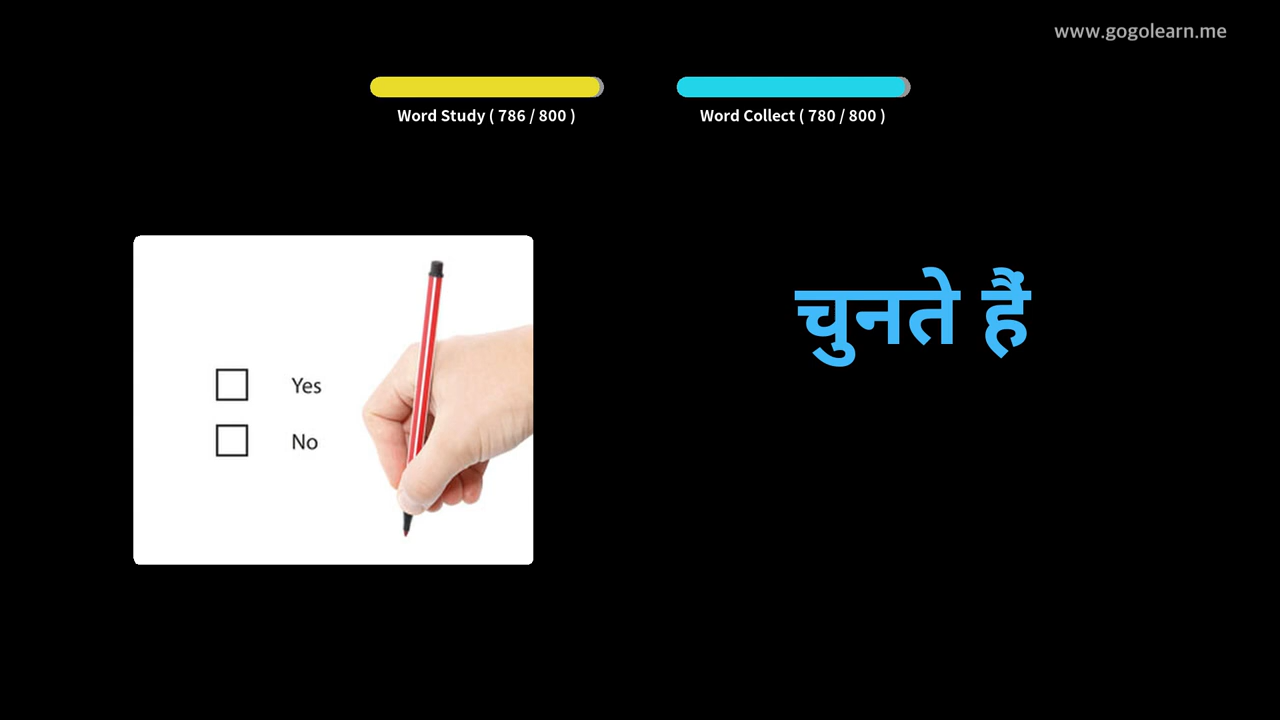 www.gogolearn.me
Word Study ( 786 / 800 )
Word Collect ( 780 / 800 )
चुनते हैं
Yes
No